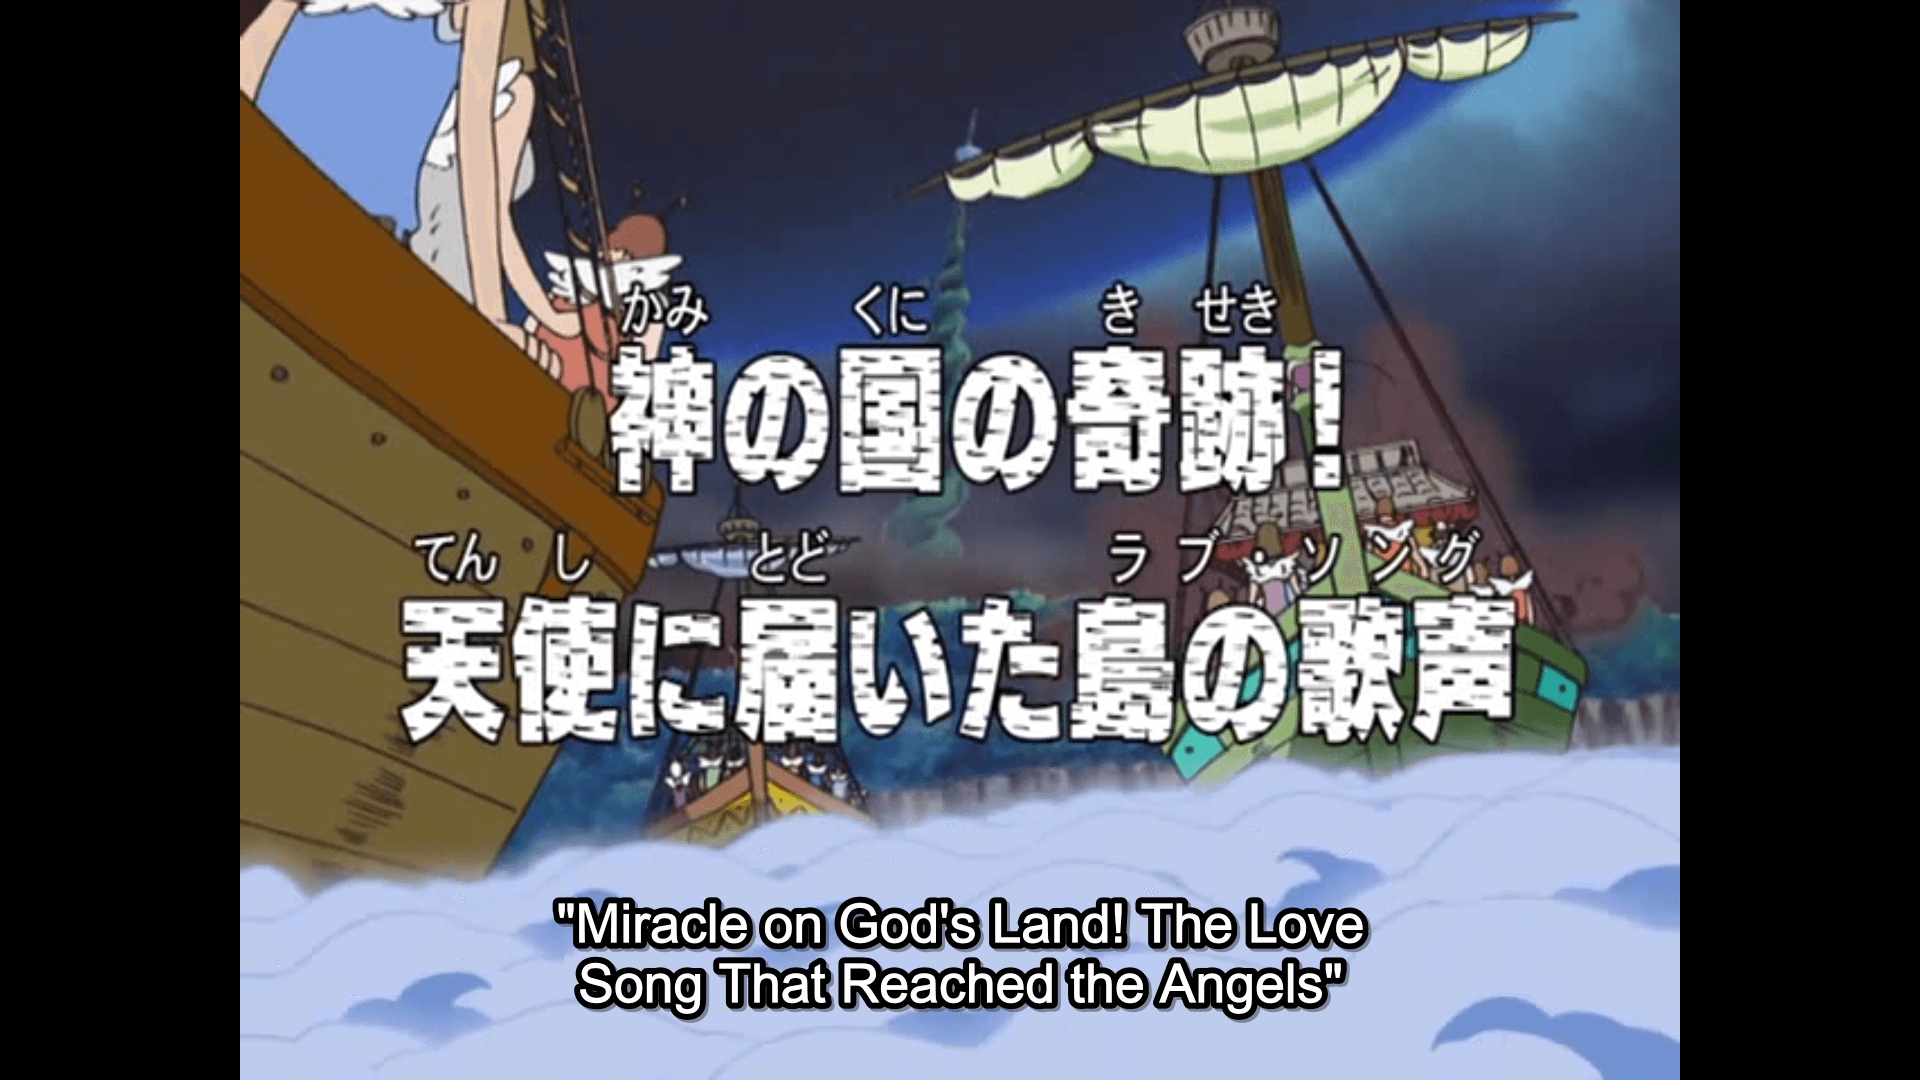 かみ くに き せき
神の国の奇跡！
てん し とど ラブソング
天使に届いた島の歌声
"Miracle on God's Land! The Love
Song That Reached the Angels"